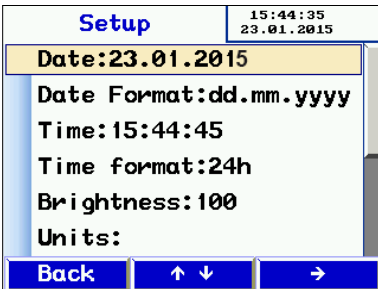 Setup
15:44:35
23.01.2015
Date:23.01.2015
Date Format:dd.mm.yyyy
Time:15:44:45
Time format:24h
Brightness:100
Units:
Back ↑ ↓ →